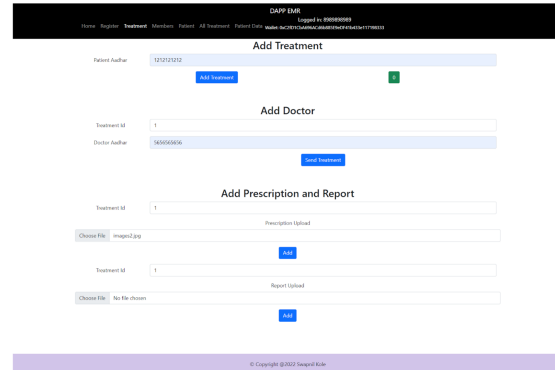 DAPP EMR
Logged in: 8989898989
Home Register Treatment Members Patient All Treatment Patient Data
Add Treatment
Patient Aadhar 1212121212
Add Treatment 0
Add Doctor
Treatment Id 1
Doctor Aadhar 5656565656
Send Treatment
Add Prescription and Report
Treatment Id 1
Prescription Upload
Choose File images2.jpg
Add
Treatment Id 1
Report Upload
Choose File No file chosen
Add
© Copyright @2022 Swapnil Kole